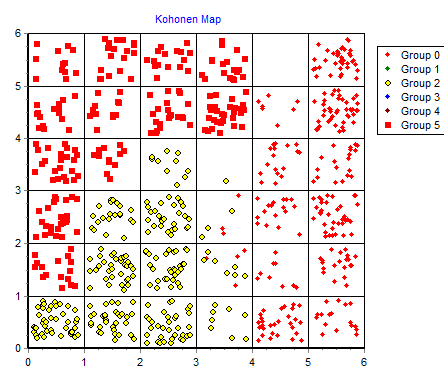 Kohonen Map
6
5
4
3
2
1
0
0 1 2 3 4 5 6
Group 0
Group 1
Group 2
Group 3
Group 4
Group 5